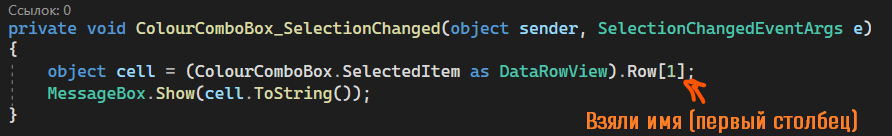 Ссылок: 0
private void ColourComboBox_SelectionChanged(object sender, SelectionChangedEventArgs e)
{
    object cell = (ColourComboBox.SelectedItem as DataRowView).Row[1];
    MessageBox.Show(cell.ToString());
}
Взяли имя (первый столбец)